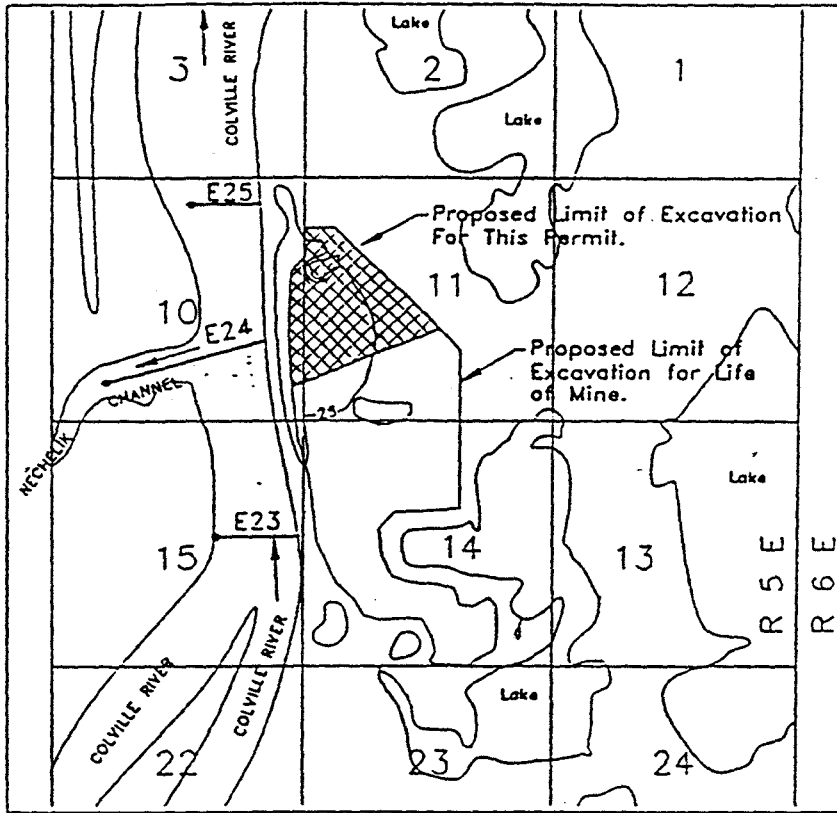 Lake
3
2
1
COLVILLE RIVER
Lake
E25
Proposed Limit of Excavation
For This Permit.
10
11
12
E24
Proposed Limit of
Excavation for Life
of Mine.
CHANNEL
25
NECHELIK
Lake
E23
15
14
13
R 5 E
R 6 E
COLVILLE RIVER
COLVILLE RIVER
Lake
22
23
24